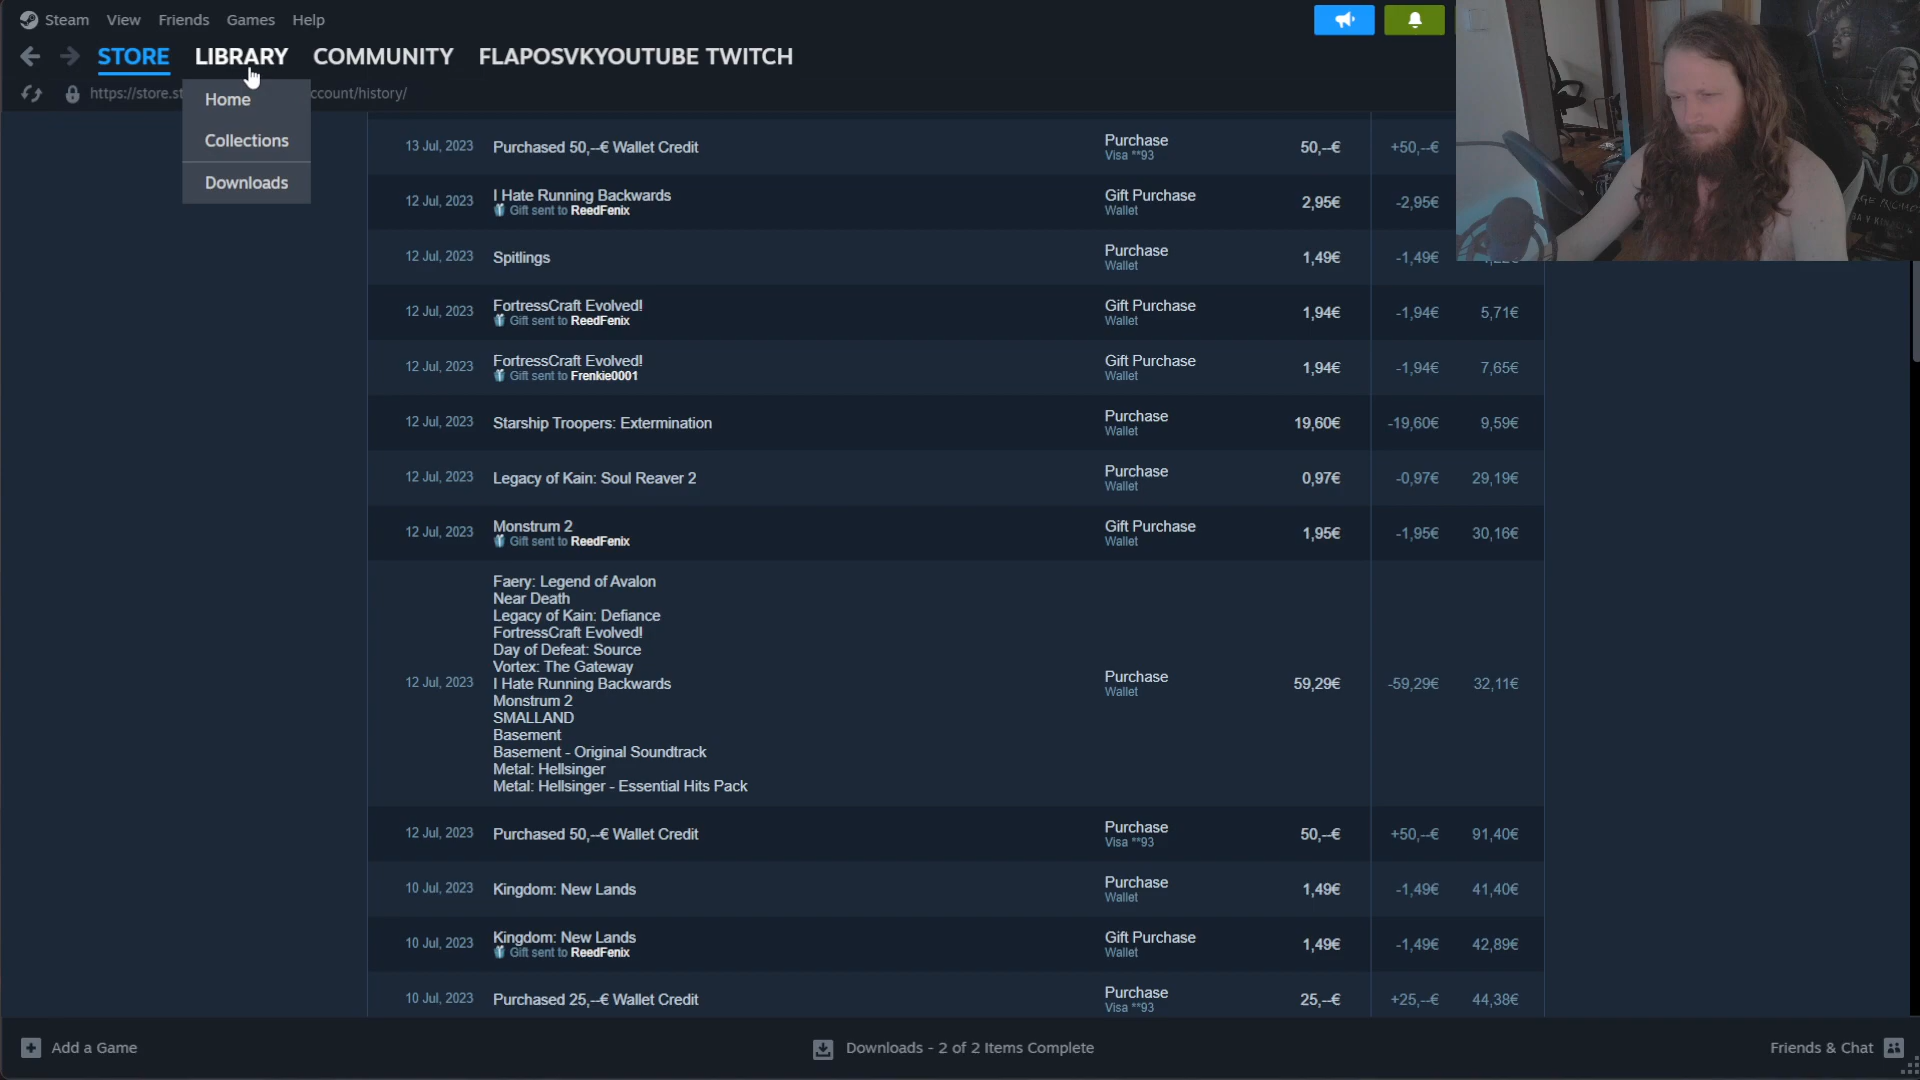 Steam View Friends Games Help
STORE LIBRARY COMMUNITY FLAPOSVKYOUTUBE TWITCH
https://store.st ccount/history/
Home
Collections
Downloads
13 Jul, 2023 Purchased 50,--€ Wallet Credit Purchase Visa **93 50,--€ +50,--€
12 Jul, 2023 I Hate Running Backwards Gift sent to ReedFenix Gift Purchase Wallet 2,95€ -2,95€
12 Jul, 2023 Spitlings Purchase Wallet 1,49€ -1,49€
12 Jul, 2023 FortressCraft Evolved! Gift sent to ReedFenix Gift Purchase Wallet 1,94€ -1,94€ 5,71€
12 Jul, 2023 FortressCraft Evolved! Gift sent to Frenkie0001 Gift Purchase Wallet 1,94€ -1,94€ 7,65€
12 Jul, 2023 Starship Troopers: Extermination Purchase Wallet 19,60€ -19,60€ 9,59€
12 Jul, 2023 Legacy of Kain: Soul Reaver 2 Purchase Wallet 0,97€ -0,97€ 29,19€
12 Jul, 2023 Monstrum 2 Gift sent to ReedFenix Gift Purchase Wallet 1,95€ -1,95€ 30,16€
Faery: Legend of Avalon
Near Death
Legacy of Kain: Defiance
FortressCraft Evolved!
Day of Defeat: Source
Vortex: The Gateway
12 Jul, 2023 I Hate Running Backwards Purchase Wallet 59,29€ -59,29€ 32,11€
Monstrum 2
SMALLAND
Basement
Basement - Original Soundtrack
Metal: Hellsinger
Metal: Hellsinger - Essential Hits Pack
12 Jul, 2023 Purchased 50,--€ Wallet Credit Purchase Visa **93 50,--€ +50,--€ 91,40€
10 Jul, 2023 Kingdom: New Lands Purchase Wallet 1,49€ -1,49€ 41,40€
10 Jul, 2023 Kingdom: New Lands Gift sent to ReedFenix Gift Purchase Wallet 1,49€ -1,49€ 42,89€
10 Jul, 2023 Purchased 25,--€ Wallet Credit Purchase Visa **93 25,--€ +25,--€ 44,38€
Add a Game Downloads - 2 of 2 Items Complete Friends & Chat